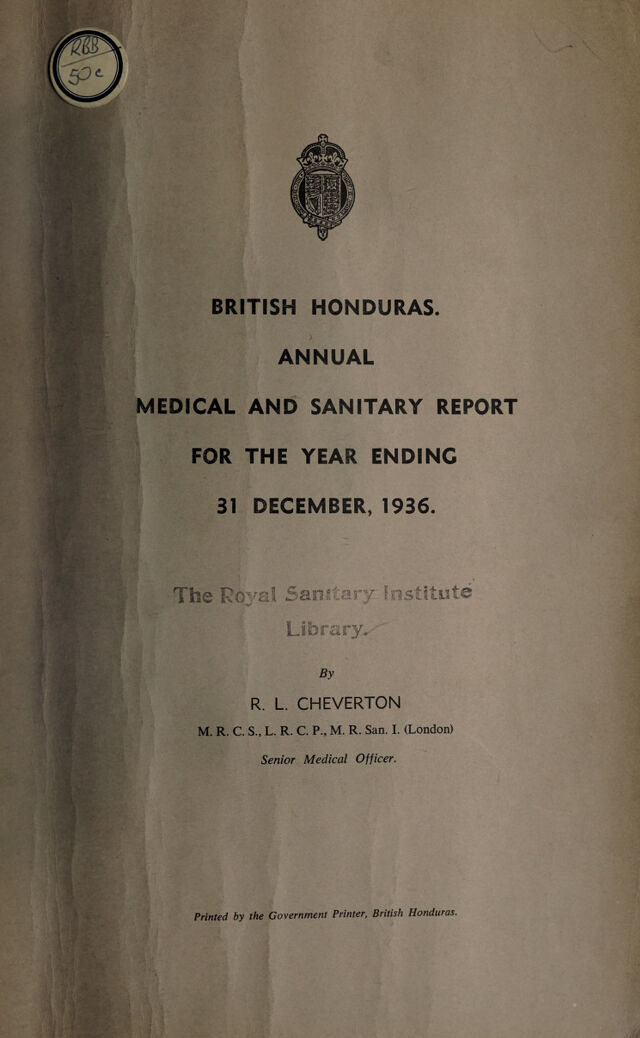 RBB
50c
BRITISH HONDURAS.
ANNUAL
MEDICAL AND SANITARY REPORT
FOR THE YEAR ENDING
31 DECEMBER, 1936.
The Royal Sanitary Institute
Library.
By
R. L. CHEVERTON
M. R. C. S., L. R. C. P., M. R. San. I. (London)
Senior Medical Officer.
Printed by the Government Printer, British Honduras.